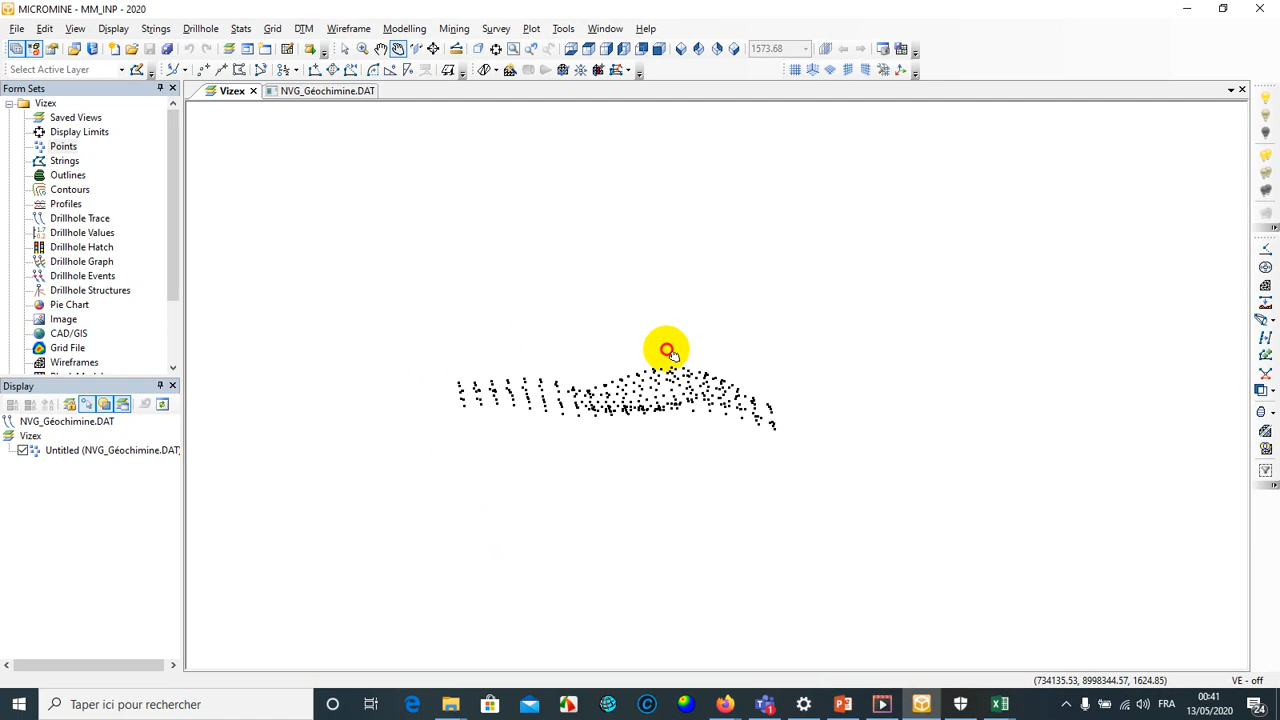 MICROMINE - MM_INP - 2020
File Edit View Display Strings Drillhole Stats Grid DTM Wireframe Modelling Mining Survey Plot Tools Window Help
1573.68
Select Active Layer
Form Sets
Vizex
NVG_Géochimine.DAT
Vizex
Saved Views
Display Limits
Points
Strings
Outlines
Contours
Profiles
Drillhole Trace
Drillhole Values
Drillhole Hatch
Drillhole Graph
Drillhole Events
Drillhole Structures
Pie Chart
Image
CAD/GIS
Grid File
Wireframes
Display
NVG_Géochimine.DAT
Vizex
Untitled (NVG_Géochimine.DAT)
(734135.53, 8998344.57, 1624.85) VE - off
Taper ici pour rechercher
FRA
00:41
13/05/2020
24